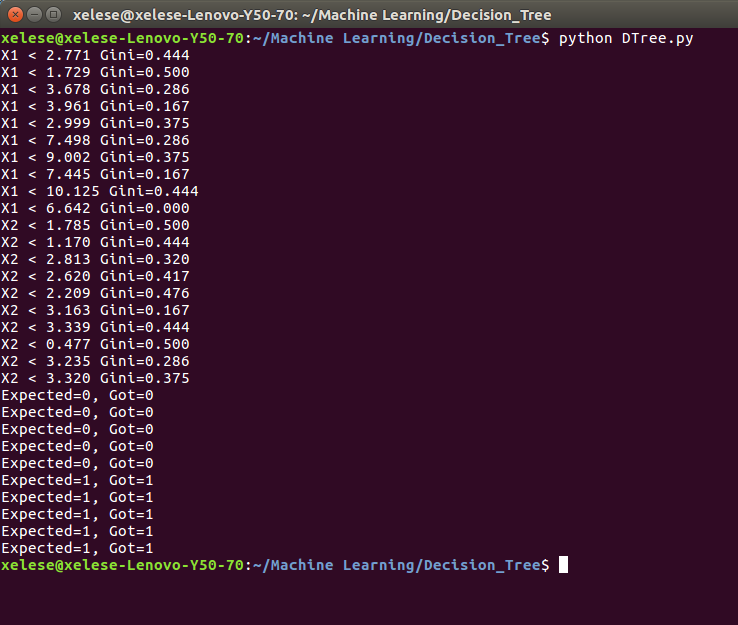 xelese@xelese-Lenovo-Y50-70: ~/Machine Learning/Decision_Tree
xelese@xelese-Lenovo-Y50-70:~/Machine Learning/Decision_Tree$ python DTree.py
X1 < 2.771 Gini=0.444
X1 < 1.729 Gini=0.500
X1 < 3.678 Gini=0.286
X1 < 3.961 Gini=0.167
X1 < 2.999 Gini=0.375
X1 < 7.498 Gini=0.286
X1 < 9.002 Gini=0.375
X1 < 7.445 Gini=0.167
X1 < 10.125 Gini=0.444
X1 < 6.642 Gini=0.000
X2 < 1.785 Gini=0.500
X2 < 1.170 Gini=0.444
X2 < 2.813 Gini=0.320
X2 < 2.620 Gini=0.417
X2 < 2.209 Gini=0.476
X2 < 3.163 Gini=0.167
X2 < 3.339 Gini=0.444
X2 < 0.477 Gini=0.500
X2 < 3.235 Gini=0.286
X2 < 3.320 Gini=0.375
Expected=0, Got=0
Expected=0, Got=0
Expected=0, Got=0
Expected=0, Got=0
Expected=0, Got=0
Expected=1, Got=1
Expected=1, Got=1
Expected=1, Got=1
Expected=1, Got=1
Expected=1, Got=1
xelese@xelese-Lenovo-Y50-70:~/Machine Learning/Decision_Tree$